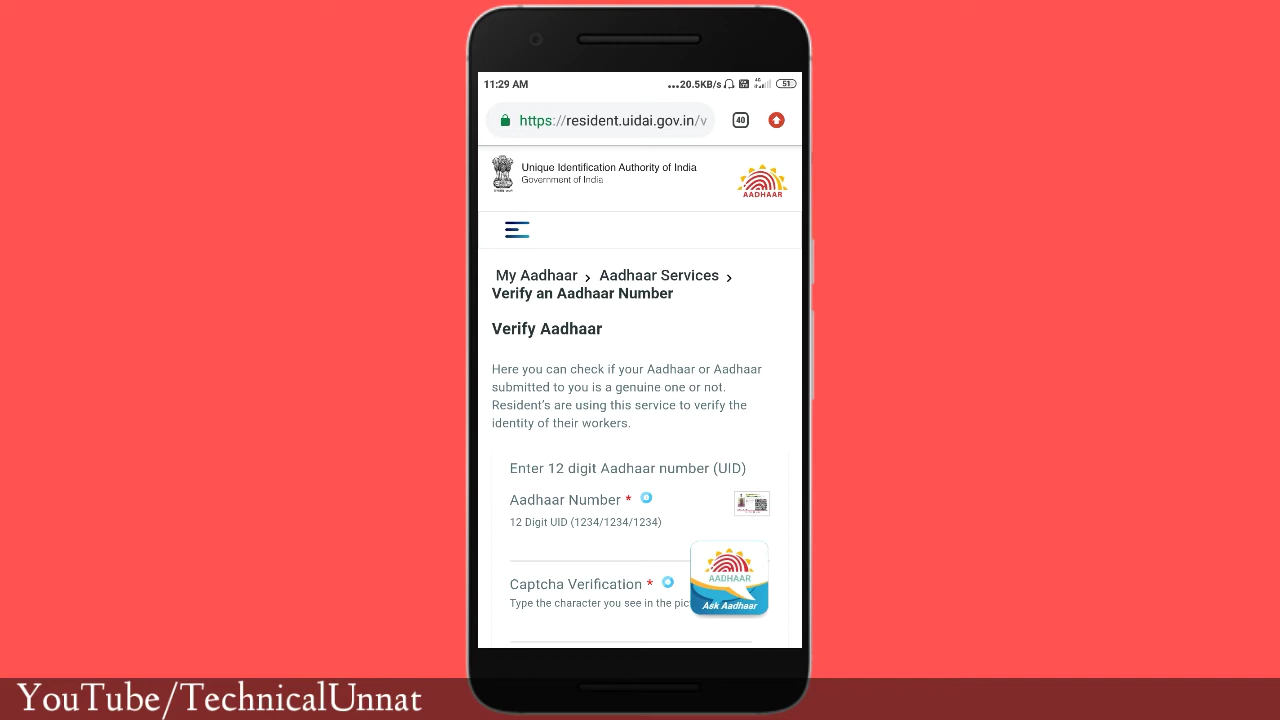 11:29 AM
...20.5KB/s
4G
51
https://resident.uidai.gov.in/v
40
Unique Identification Authority of India
Government of India
AADHAAR
My Aadhaar > Aadhaar Services >
Verify an Aadhaar Number
Verify Aadhaar
Here you can check if your Aadhaar or Aadhaar
submitted to you is a genuine one or not.
Resident's are using this service to verify the
identity of their workers.
Enter 12 digit Aadhaar number (UID)
Aadhaar Number *
12 Digit UID (1234/1234/1234)
AADHAAR
Ask Aadhaar
Captcha Verification *
Type the character you see in the pic
YouTube/TechnicalUnnat